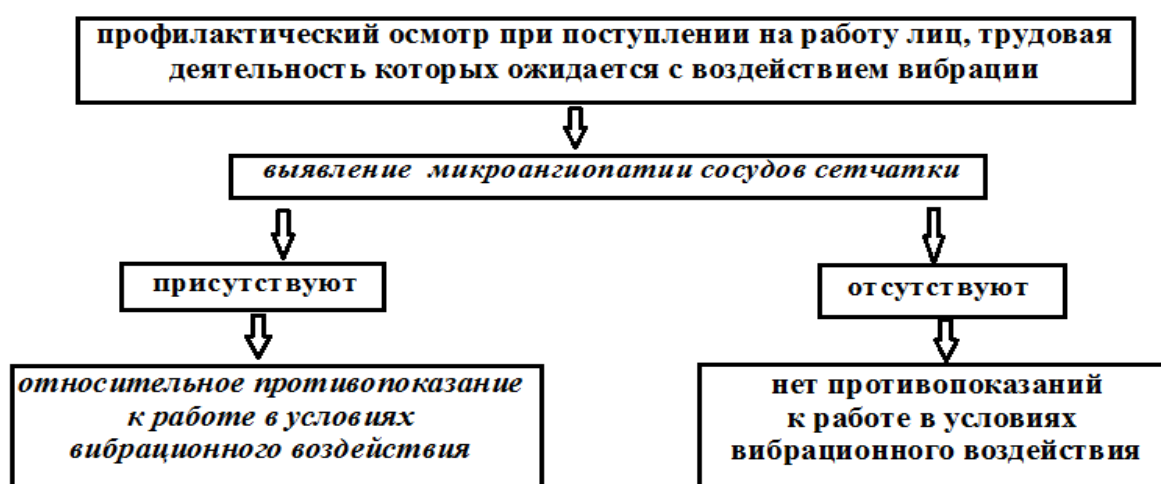 профилактический осмотр при поступлении на работу лиц, трудовая
деятельность которых ожидается с воздействием вибрации
выявление микроангиопатии сосудов сетчатки
присутствуют
отсутствуют
относительное противопоказание
к работе в условиях
вибрационного воздействия
нет противопоказаний
к работе в условиях
вибрационного воздействия